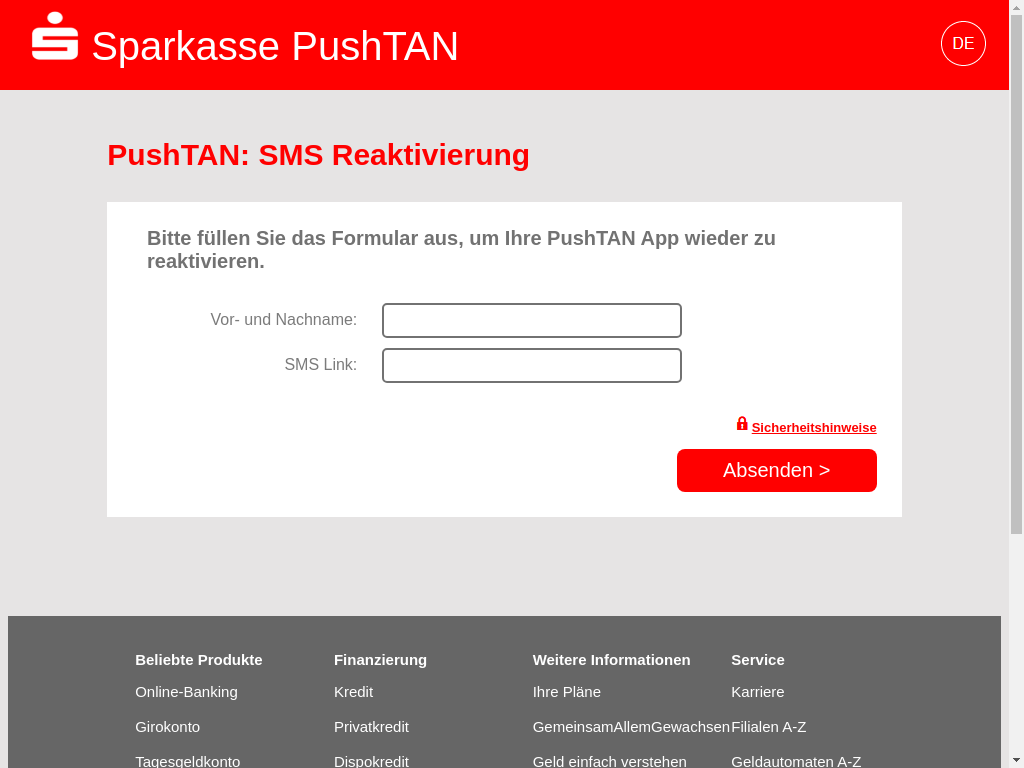 Sparkasse PushTAN
DE
PushTAN: SMS Reaktivierung
Bitte füllen Sie das Formular aus, um Ihre PushTAN App wieder zu
reaktivieren.
Vor- und Nachname:
SMS Link:
Sicherheitshinweise
Absenden >
Beliebte Produkte
Online-Banking
Girokonto
Tagesgeldkonto
Finanzierung
Kredit
Privatkredit
Dispokredit
Weitere Informationen
Ihre Pläne
GemeinsamAllemGewachsen
Geld einfach verstehen
Service
Karriere
Filialen A-Z
Geldautomaten A-Z